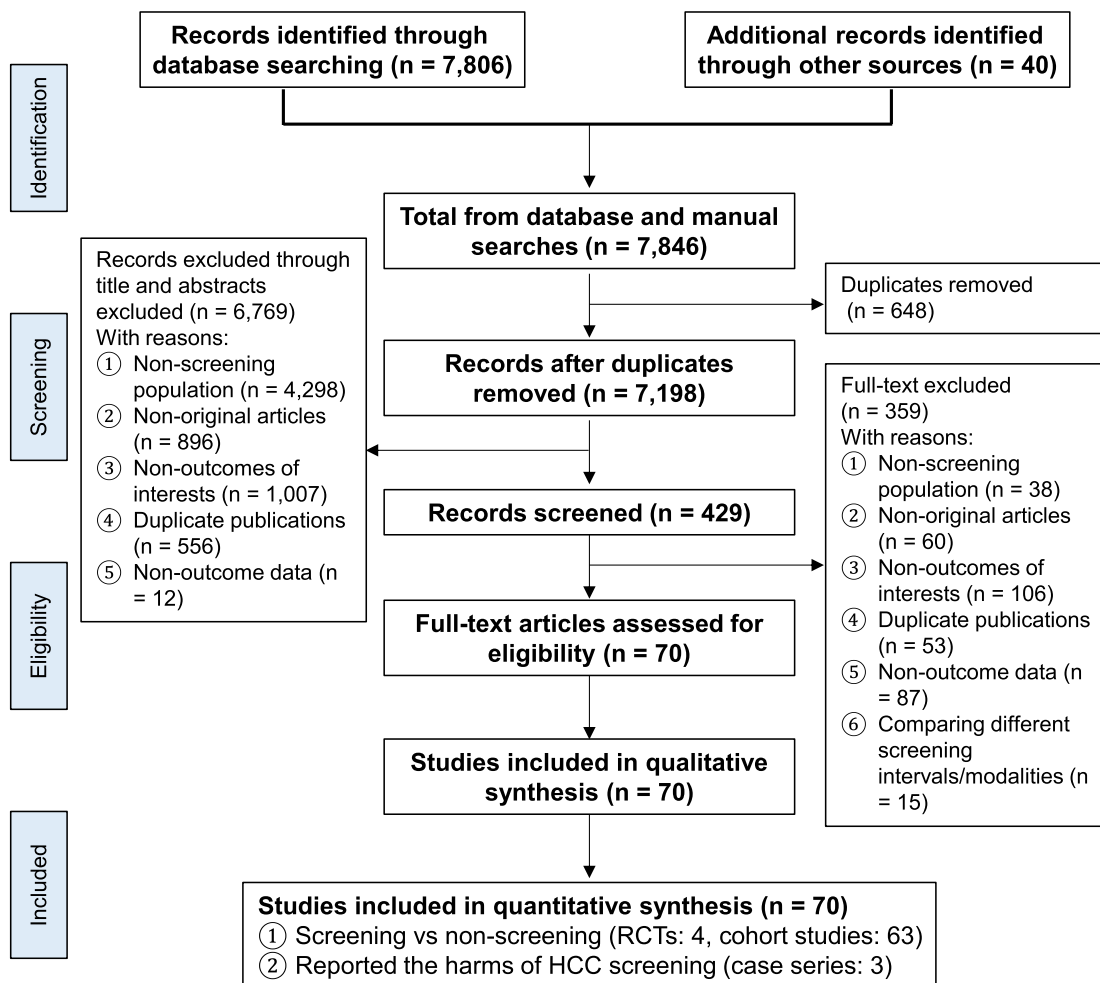 Records identified through
database searching (n = 7,806)
Additional records identified
through other sources (n = 40)
Identification
Total from database and manual
searches (n = 7,846)
Records excluded through
title and abstracts
excluded (n = 6,769)
With reasons:
① Non-screening
population (n = 4,298)
② Non-original articles
(n = 896)
③ Non-outcomes of
interests (n = 1,007)
④ Duplicate publications
(n = 556)
⑤ Non-outcome data (n
= 12)
Duplicates removed
(n = 648)
Screening
Records after duplicates
removed (n = 7,198)
Full-text excluded
(n = 359)
With reasons:
① Non-screening
population (n = 38)
② Non-original articles
(n = 60)
③ Non-outcomes of
interests (n = 106)
④ Duplicate publications
(n = 53)
⑤ Non-outcome data (n
= 87)
⑥ Comparing different
screening
intervals/modalities (n
= 15)
Records screened (n = 429)
Eligibility
Full-text articles assessed for
eligibility (n = 70)
Studies included in qualitative
synthesis (n = 70)
Included
Studies included in quantitative synthesis (n = 70)
① Screening vs non-screening (RCTs: 4, cohort studies: 63)
② Reported the harms of HCC screening (case series: 3)